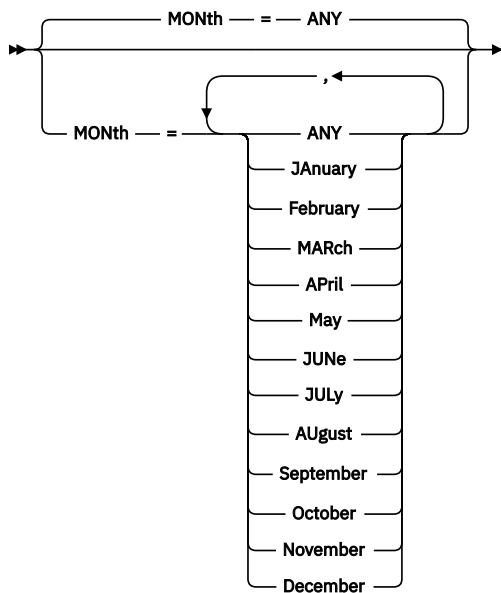 MONth = ANY
,
MONth = ANY
JAnuary
February
MARch
APril
May
JUNe
JULy
AUgust
September
October
November
December